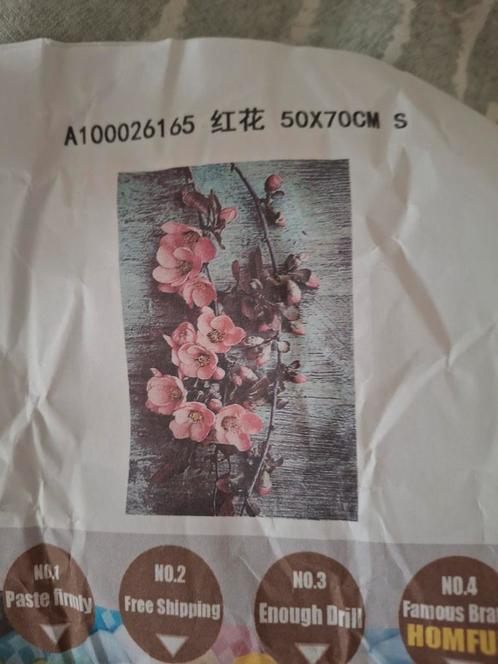 A100026165 红花 50X70CM S
NO.1
Paste firmly
NO.2
Free Shipping
NO.3
Enough Drill
NO.4
Famous Bra
HOMFU